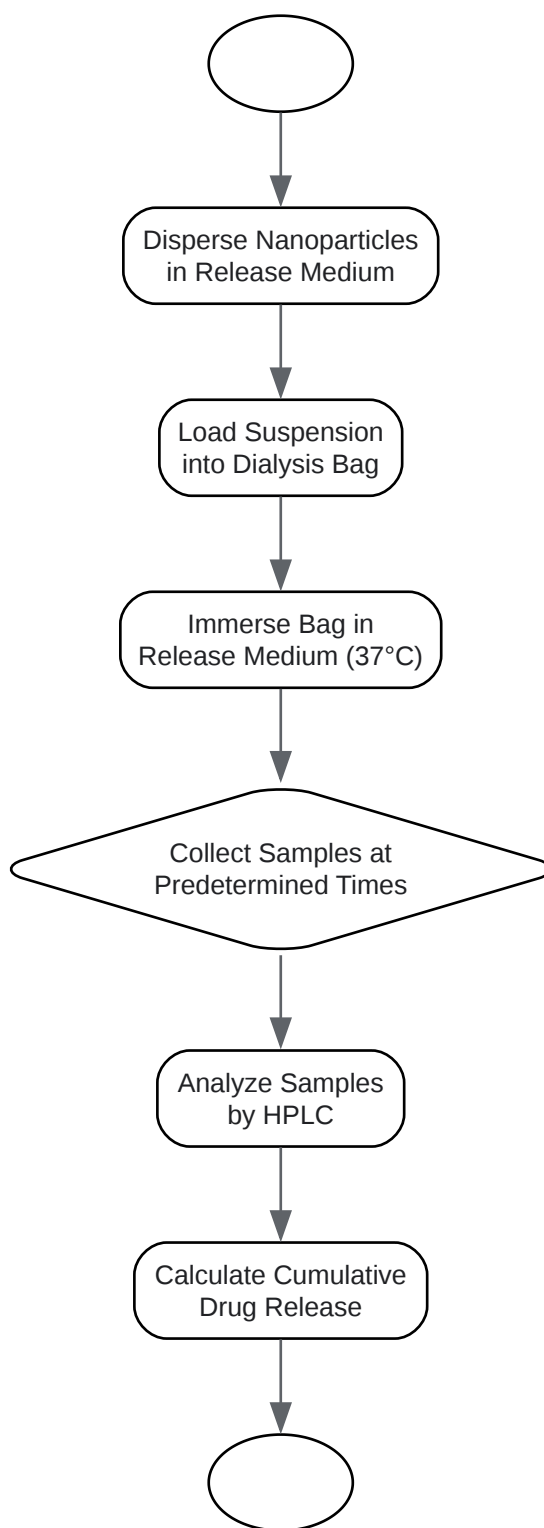 Disperse Nanoparticles
in Release Medium
Load Suspension
into Dialysis Bag
Immerse Bag in
Release Medium (37°C)
Collect Samples at
Predetermined Times
Analyze Samples
by HPLC
Calculate Cumulative
Drug Release